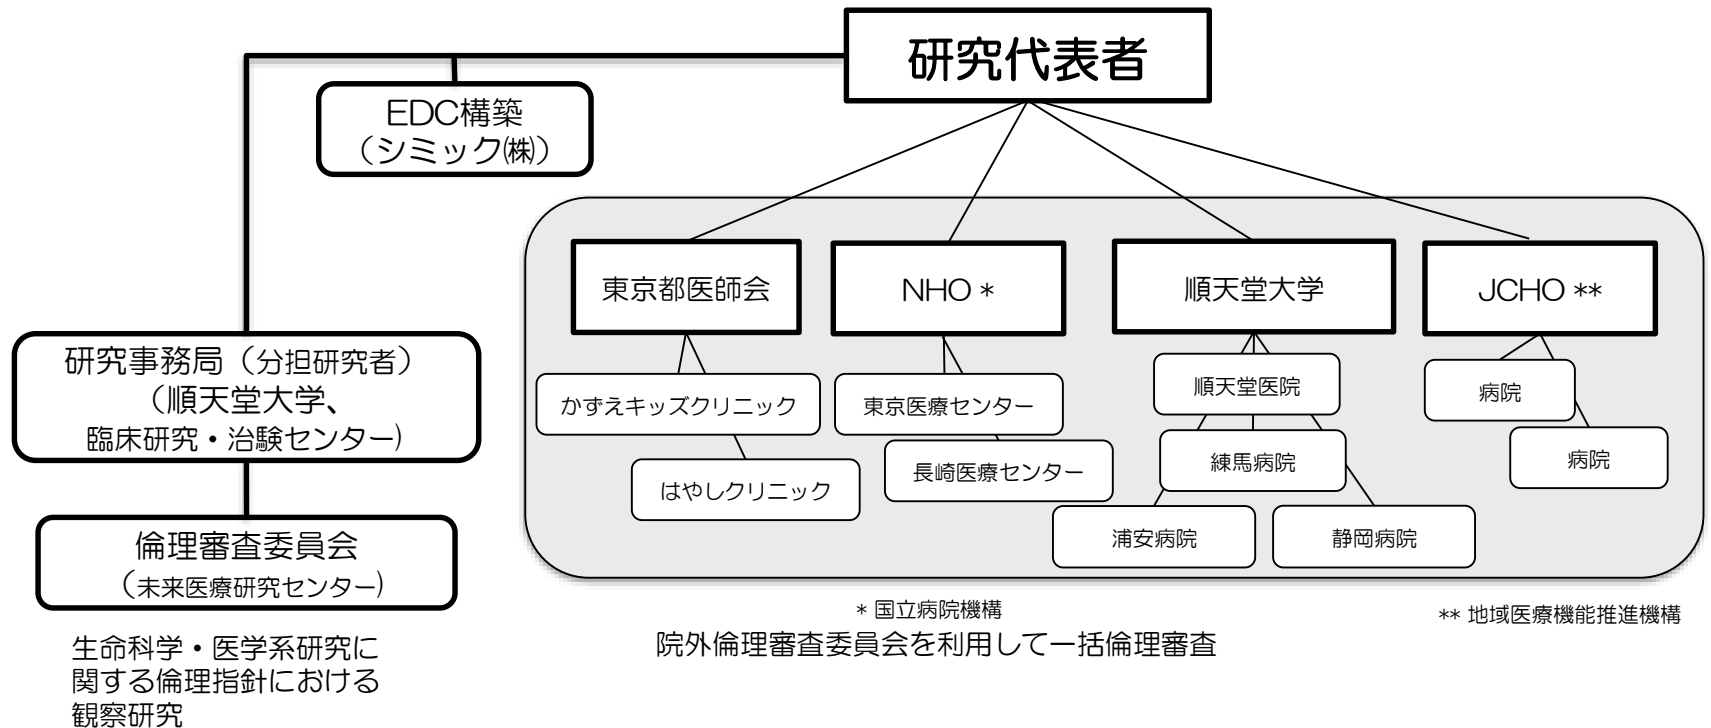 研究代表者
EDC構築
（シミック㈱）
東京都医師会
NHO *
順天堂大学
JCHO **
研究事務局（分担研究者）
（順天堂大学、
臨床研究・治験センター)
かずえキッズクリニック
はやしクリニック
東京医療センター
長崎医療センター
順天堂医院
練馬病院
浦安病院
静岡病院
病院
病院
倫理審査委員会
（未来医療研究センター)
* 国立病院機構
** 地域医療機能推進機構
院外倫理審査委員会を利用して一括倫理審査
生命科学・医学系研究に
関する倫理指針における
観察研究